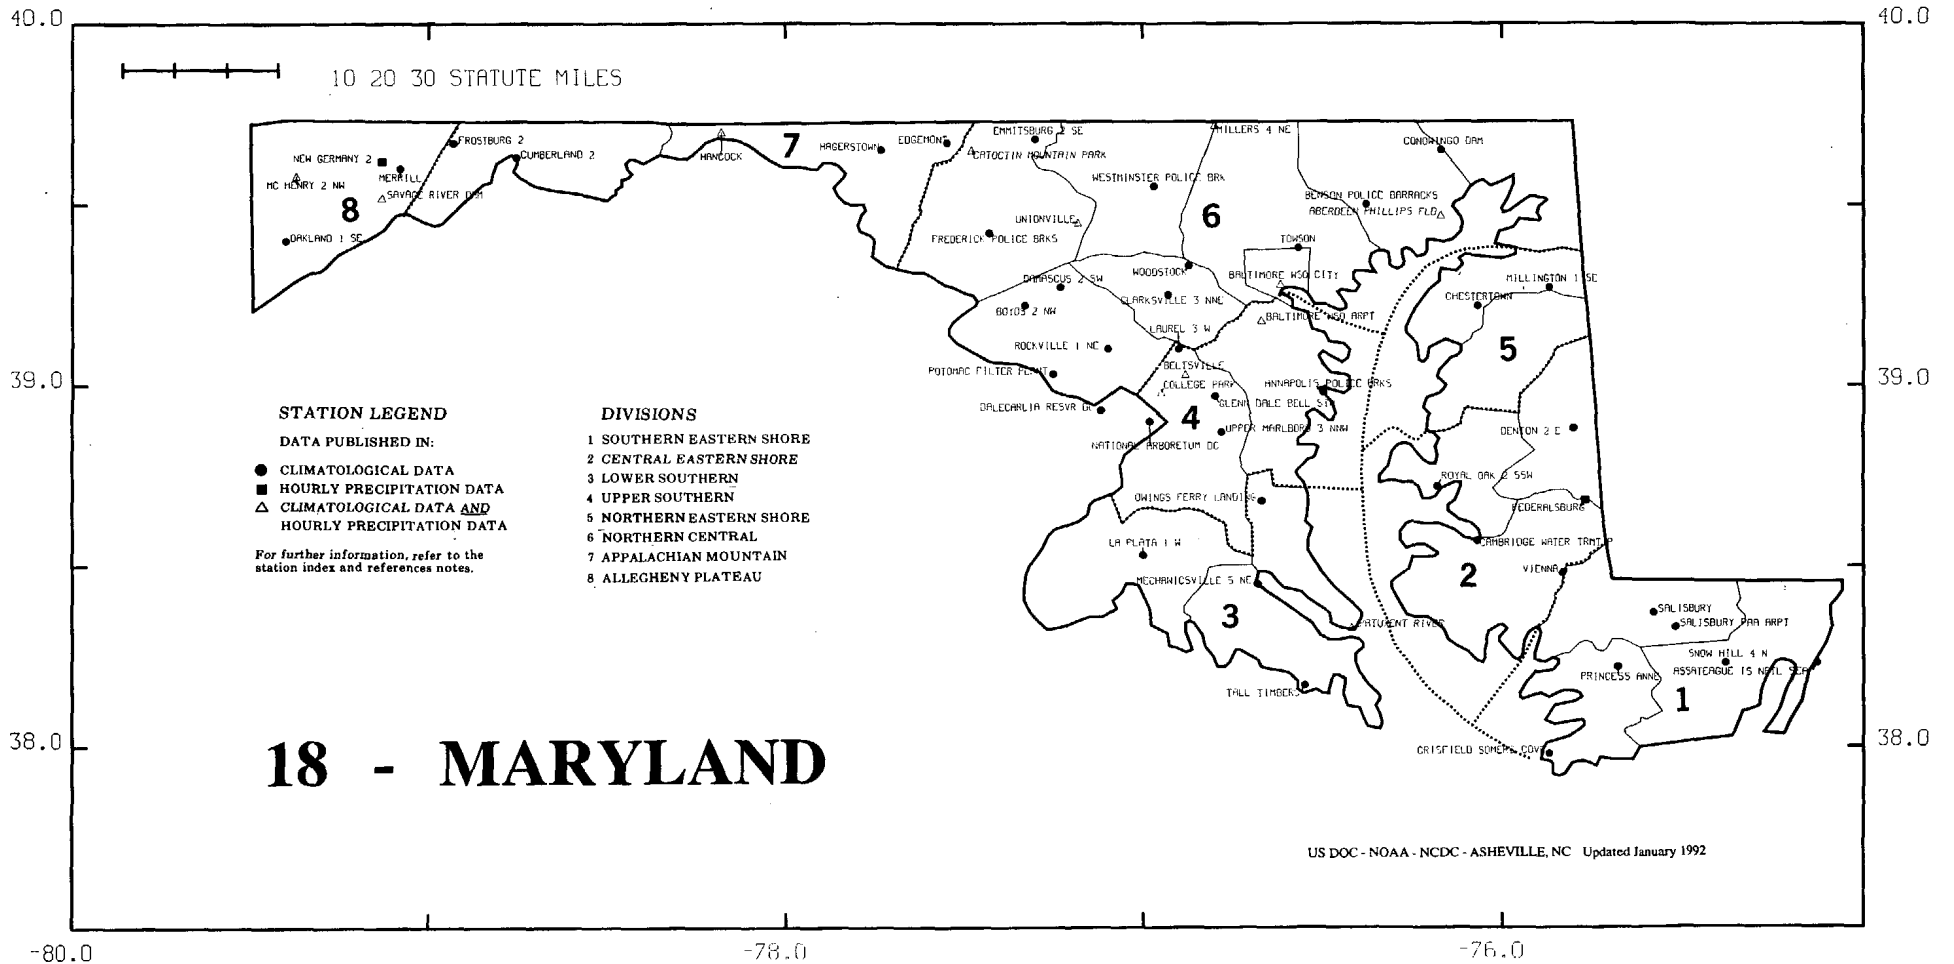 40.0
40.0
10 20 30 STATUTE MILES
FROSTBURG 2
CUMBERLAND 2
NEW GERMANY 2
MERRILL
MC HENRY 2 NW
SAVAGE RIVER DAM
8
OAKLAND 1 SE
HANCOCK
7
HAGERSTOWN
EDGEMONT
EMMITSBURG 2 SE
CATOCTIN MOUNTAIN PARK
MILLERS 4 NE
CONOWINGO DAM
WESTMINSTER POLICE BRK
BENSON POLICE BARRACKS
ABERDEEN PHILLIPS FLD
UNIONVILLE
6
FREDERICK POLICE BRKS
TOWSON
WOODSTOCK
BALTIMORE WSO CITY
DAMASCUS 2 SW
MILLINGTON 1 SE
CLARKSVILLE 3 NNE
CHESTERTOWN
BOYDS 2 NW
BALTIMORE WSO ARPT
LAUREL 3 W
ROCKVILLE 1 NE
5
BELTSVILLE
POTOMAC FILTER PLANT
39.0
39.0
COLLEGE PARK
ANNAPOLIS POLICE BRKS
GLENN DALE BELL STN
DALECARLIA RESVR DC
4
UPPER MARLBORO 3 NNW
DENTON 2 E
NATIONAL ARBORETUM DC
ROYAL OAK 2 SSW
OWINGS FERRY LANDING
FEDERALSBURG
LA PLATA 1 W
CAMBRIDGE WATER TRMT P
VIENNA
2
MECHANICSVILLE 5 NE
3
PATUXENT RIVER
SALISBURY
SALISBURY FAA ARPT
SNOW HILL 4 N
PRINCESS ANNE
ASSATEAGUE IS NATL SEA
1
TALL TIMBERS
CRISFIELD SOMERS COVE
STATION LEGEND
DATA PUBLISHED IN:
CLIMATOLOGICAL DATA
HOURLY PRECIPITATION DATA
CLIMATOLOGICAL DATA AND
HOURLY PRECIPITATION DATA
For further information, refer to the
station index and references notes.
DIVISIONS
1 SOUTHERN EASTERN SHORE
2 CENTRAL EASTERN SHORE
3 LOWER SOUTHERN
4 UPPER SOUTHERN
5 NORTHERN EASTERN SHORE
6 NORTHERN CENTRAL
7 APPALACHIAN MOUNTAIN
8 ALLEGHENY PLATEAU
38.0
38.0
18 - MARYLAND
US DOC - NOAA - NCDC - ASHEVILLE, NC Updated January 1992
-80.0
-78.0
-76.0